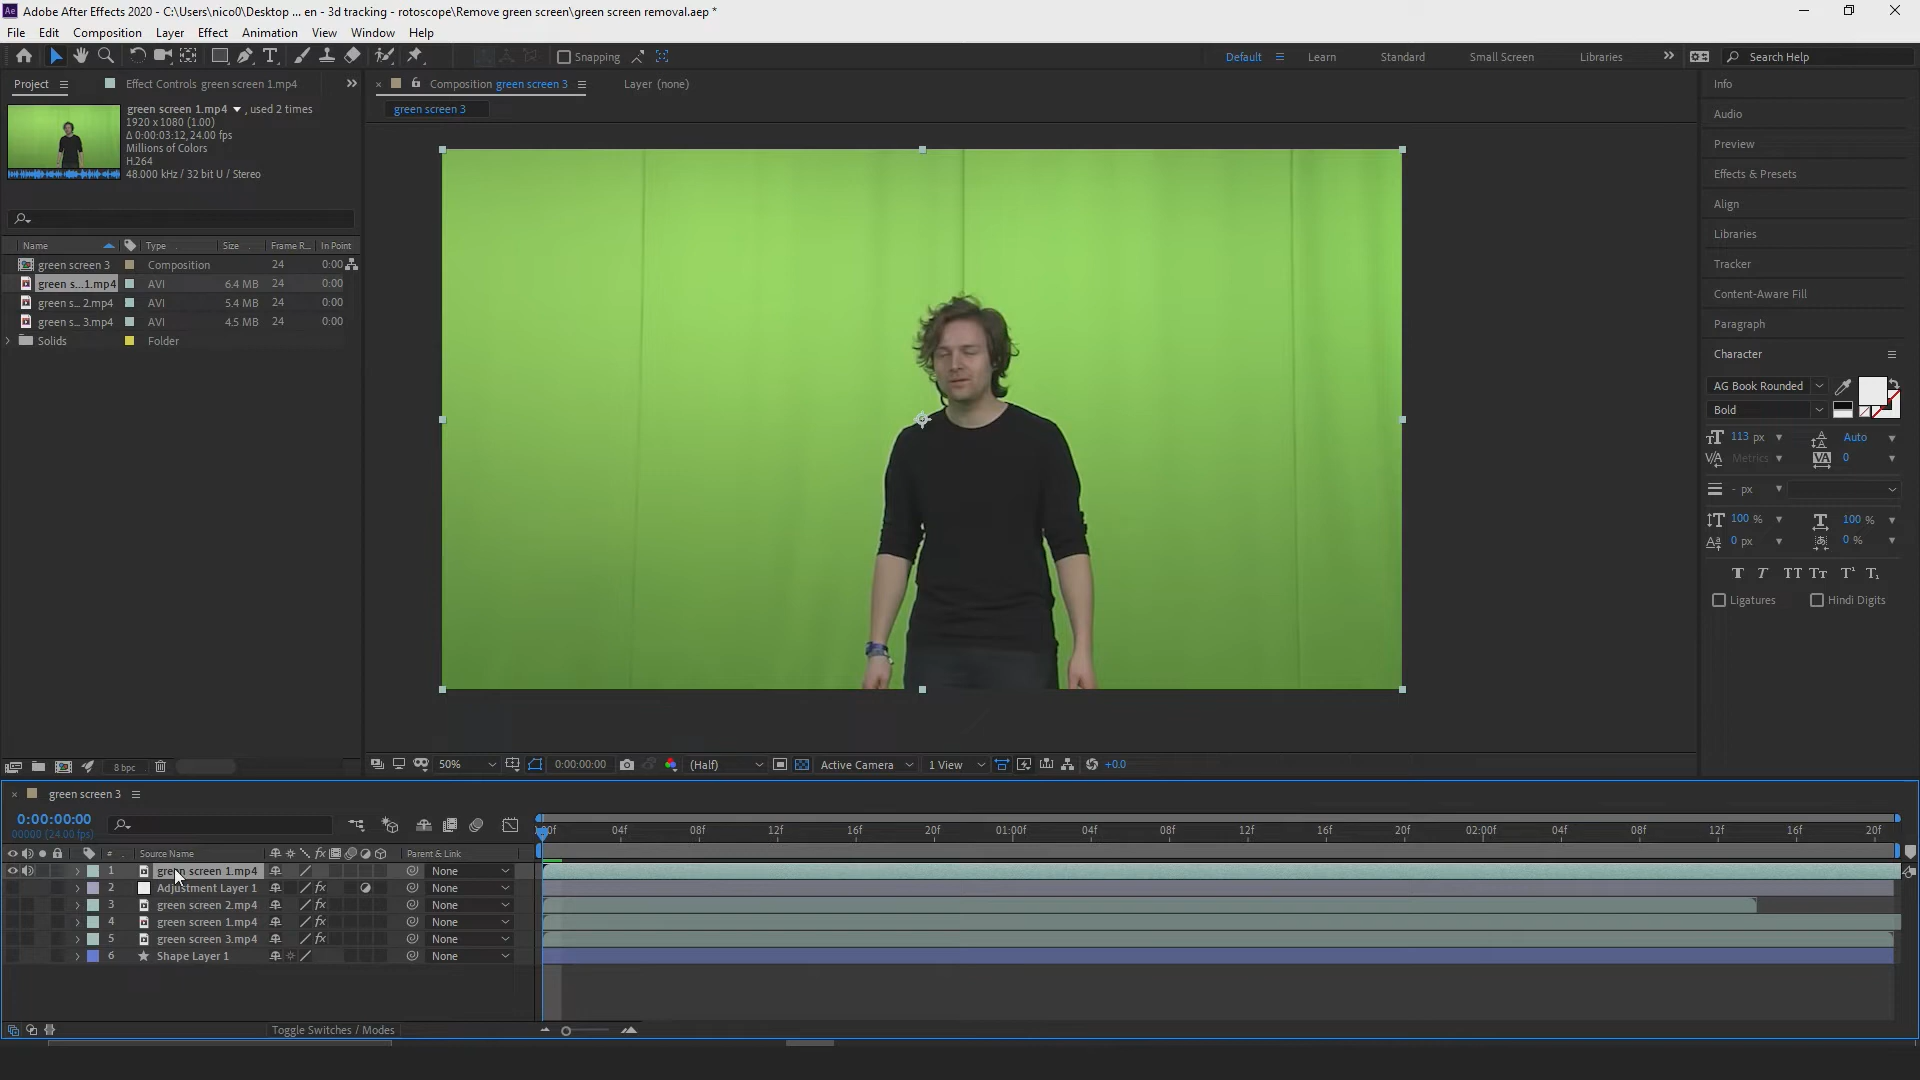 Adobe After Effects 2020 - C:\Users\nico0\Desktop ... en - 3d tracking - rotoscope\Remove green screen\green screen removal.aep *
File Edit Composition Layer Effect Animation View Window Help
Snapping
Default Learn Standard Small Screen Libraries Search Help
Project Effect Controls green screen 1.mp4
Composition green screen 3 Layer (none)
green screen 3
green screen 1.mp4 , used 2 times
1920 x 1080 (1.00)
Δ 0:00:03:12, 24.00 fps
Millions of Colors
H.264
48.000 kHz / 32 bit U / Stereo
Name Type Size Frame R... In Point
green screen 3 Composition 24 0:00
green s...1.mp4 AVI 6.4 MB 24 0:00
green s... 2.mp4 AVI 5.4 MB 24 0:00
green s... 3.mp4 AVI 4.5 MB 24 0:00
Solids Folder
Info
Audio
Preview
Effects & Presets
Align
Libraries
Tracker
Content-Aware Fill
Paragraph
Character
AG Book Rounded
Bold
113 px Auto
Metrics 0
- px
100 % 100 %
0 px 0 %
T T TT TT T¹ T₁
Ligatures Hindi Digits
8 bpc
50% 0:00:00:00 (Half) Active Camera 1 View +0.0
green screen 3
0:00:00:00
00000 (24.00 fps)
04f 08f 12f 16f 20f 01:00f 04f 08f 12f 16f 20f 02:00f 04f 08f 12f 16f 20f
# Source Name fx Parent & Link
1 green screen 1.mp4 None
2 Adjustment Layer 1 fx None
3 green screen 2.mp4 fx None
4 green screen 1.mp4 fx None
5 green screen 3.mp4 fx None
6 Shape Layer 1 None
Toggle Switches / Modes